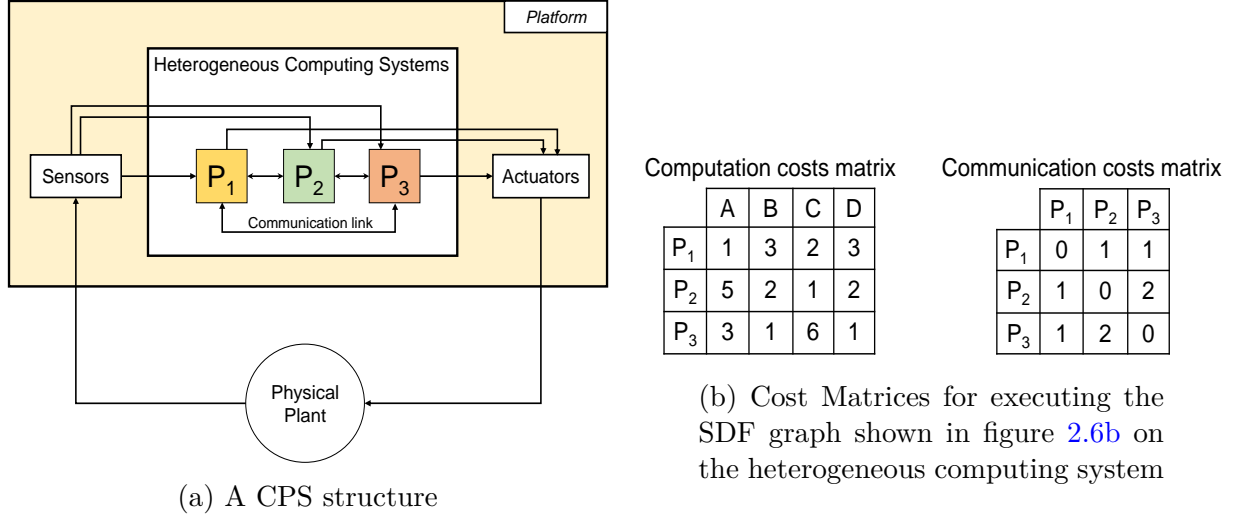 Platform
Heterogeneous Computing Systems
Sensors
P1
P2
P3
Actuators
Communication link
Physical
Plant
(a) A CPS structure
Computation costs matrix
A B C D
P1 1 3 2 3
P2 5 2 1 2
P3 3 1 6 1
Communication costs matrix
P1 P2 P3
P1 0 1 1
P2 1 0 2
P3 1 2 0
(b) Cost Matrices for executing the
SDF graph shown in figure 2.6b on
the heterogeneous computing system